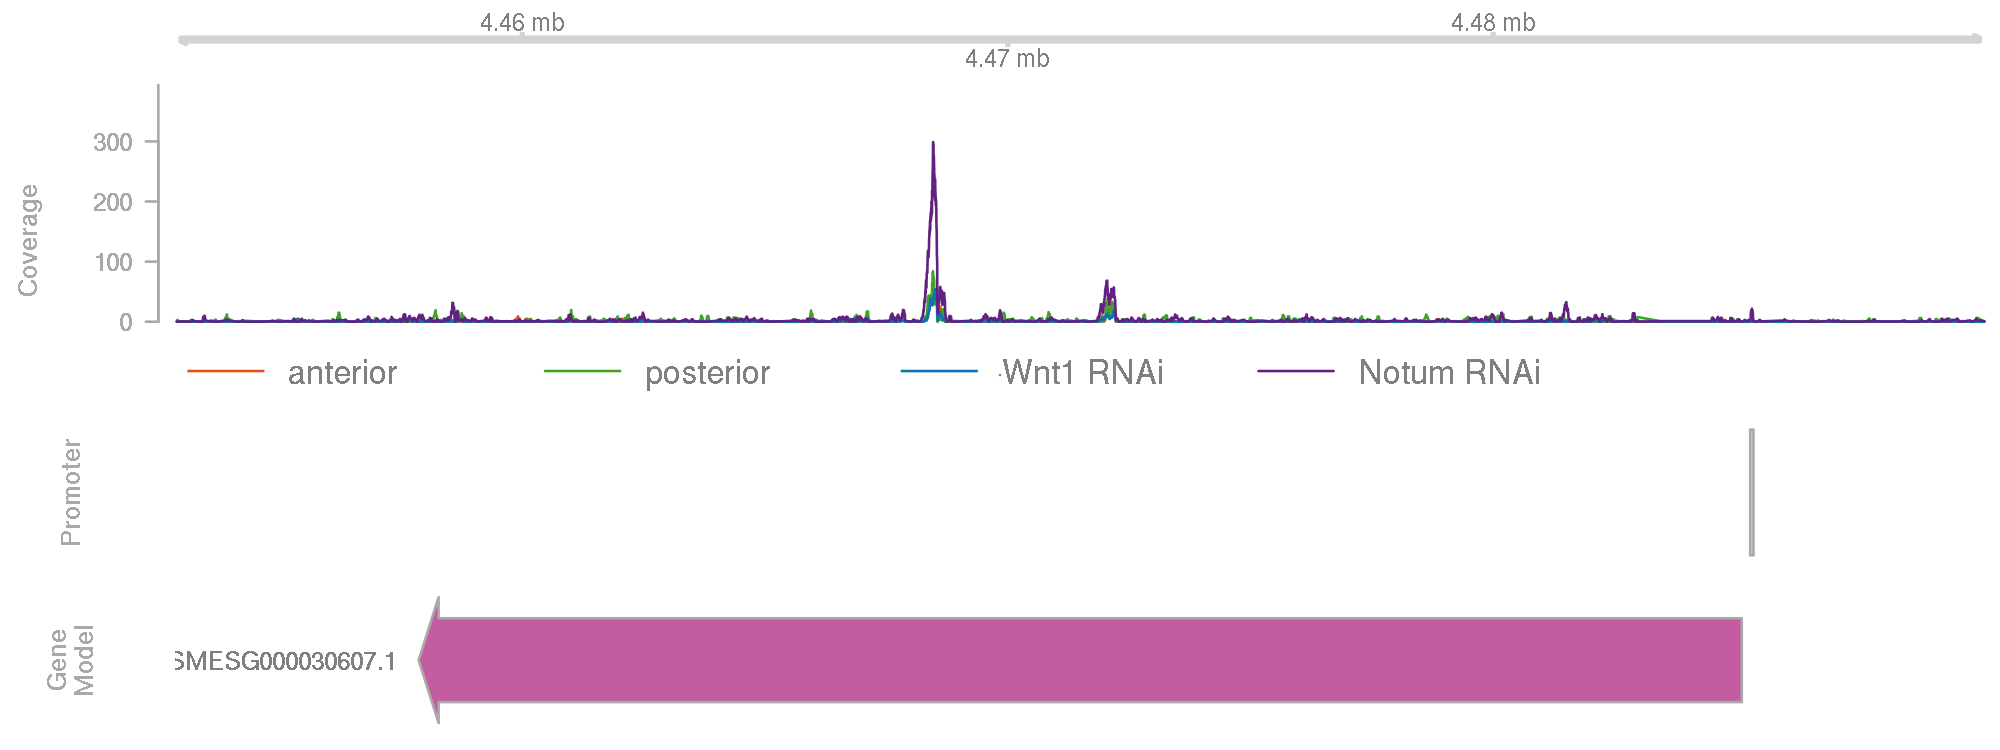 4.46 mb
4.48 mb
4.47 mb
Coverage
300
200
100
0
anterior
posterior
Wnt1 RNAi
Notum RNAi
Promoter
Gene
Model
SMESG000030607.1